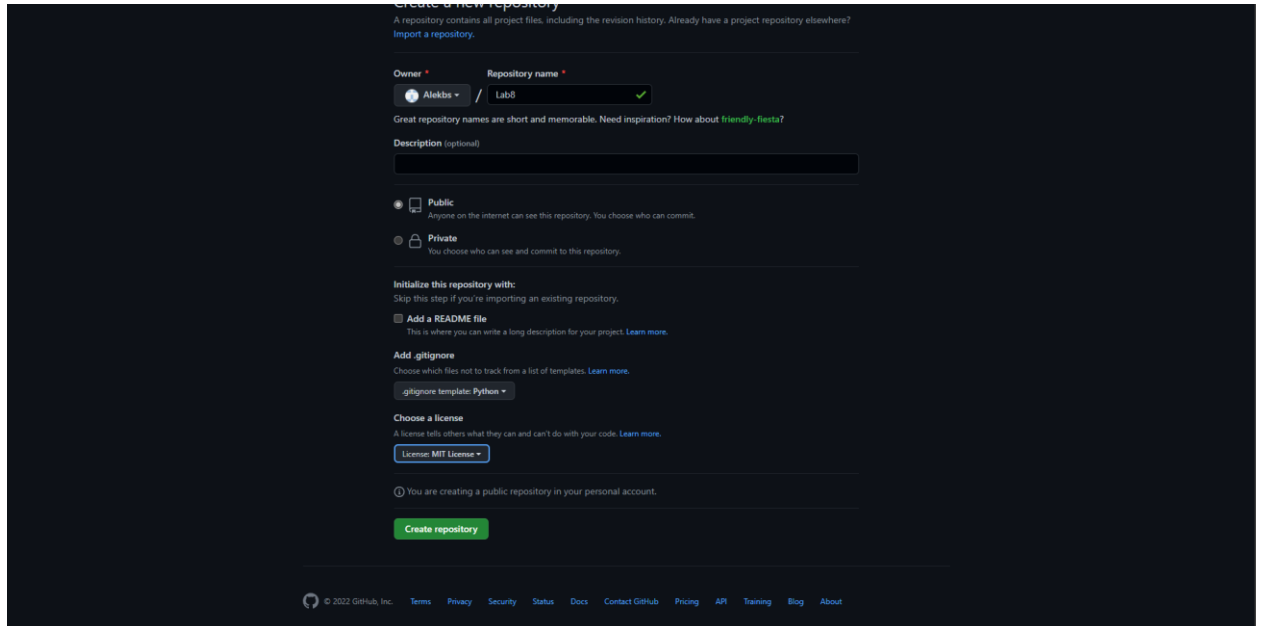 Create a new repository
A repository contains all project files, including the revision history. Already have a project repository elsewhere?
Import a repository.
Owner * Repository name *
Alekbs / Lab8
Great repository names are short and memorable. Need inspiration? How about friendly-fiesta?
Description (optional)
Public
Anyone on the internet can see this repository. You choose who can commit.
Private
You choose who can see and commit to this repository.
Initialize this repository with:
Skip this step if you're importing an existing repository.
Add a README file
This is where you can write a long description for your project. Learn more.
Add .gitignore
Choose which files not to track from a list of templates. Learn more.
.gitignore template: Python
Choose a license
A license tells others what they can and can't do with your code. Learn more.
License: MIT License
You are creating a public repository in your personal account.
Create repository
© 2022 GitHub, Inc. Terms Privacy Security Status Docs Contact GitHub Pricing API Training Blog About